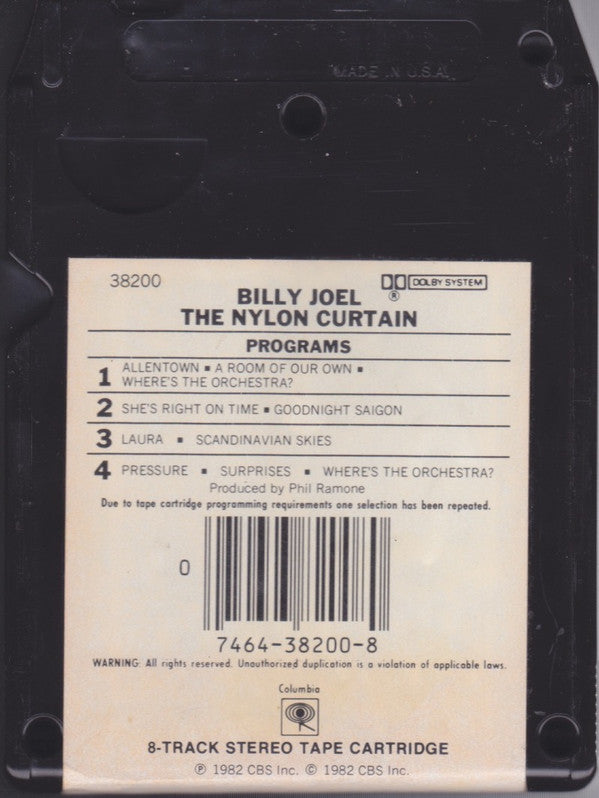 MADE IN U.S.A.
38200
DOLBY SYSTEM
®
BILLY JOEL
THE NYLON CURTAIN
PROGRAMS
1 ALLENTOWN ▪ A ROOM OF OUR OWN ▪
WHERE'S THE ORCHESTRA?
2 SHE'S RIGHT ON TIME ▪ GOODNIGHT SAIGON
3 LAURA ▪ SCANDINAVIAN SKIES
4 PRESSURE ▪ SURPRISES ▪ WHERE'S THE ORCHESTRA?
Produced by Phil Ramone
Due to tape cartridge programming requirements one selection has been repeated.
0
7464-38200-8
WARNING: All rights reserved. Unauthorized duplication is a violation of applicable laws.
Columbia
8-TRACK STEREO TAPE CARTRIDGE
℗ 1982 CBS Inc. © 1982 CBS Inc.